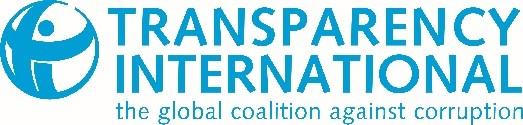 TRANSPARENCY
INTERNATIONAL
the global coalition against corruption